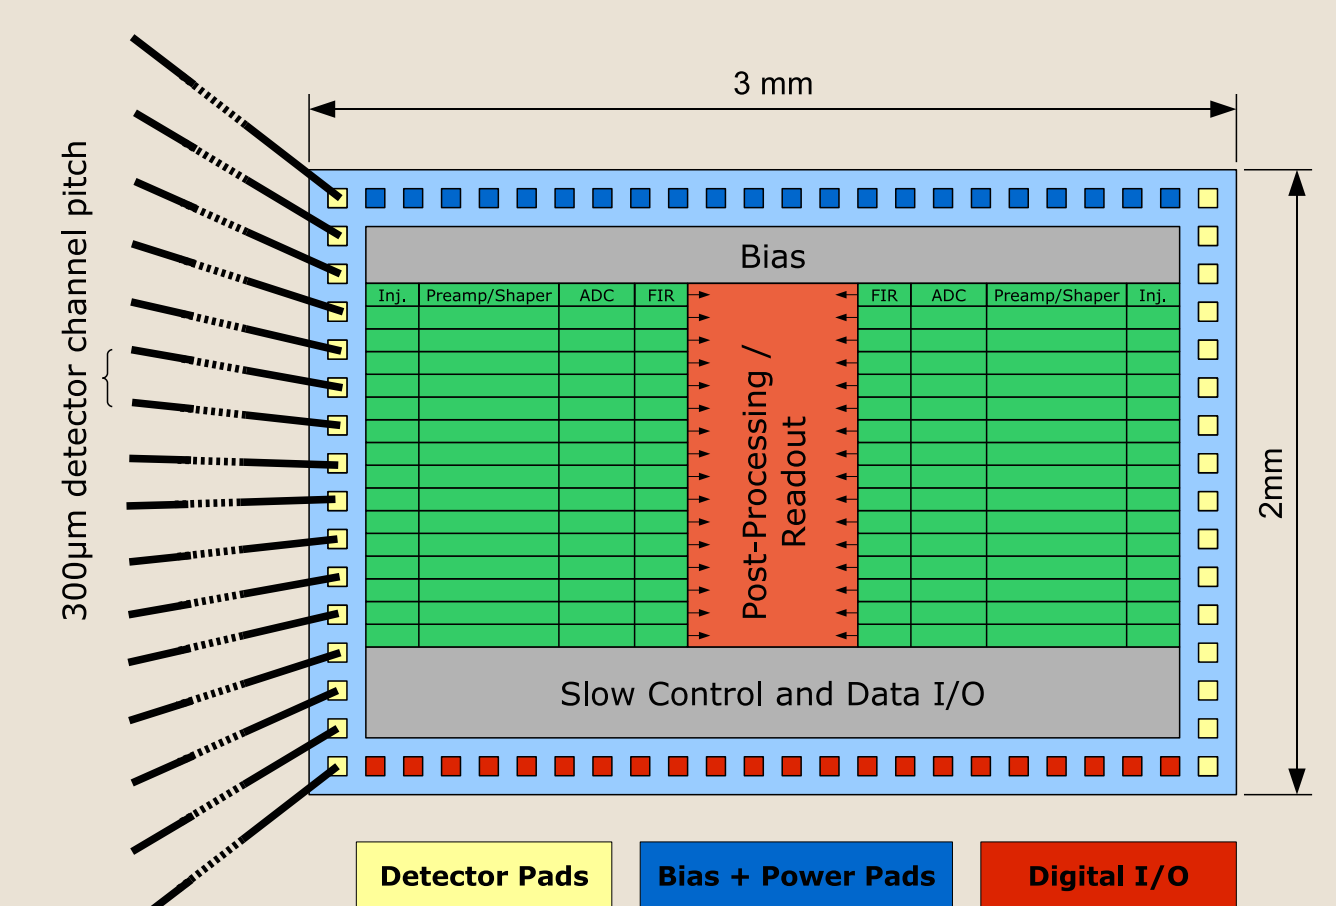 3 mm
300µm detector channel pitch
Bias
Inj. Preamp/Shaper ADC FIR
FIR ADC Preamp/Shaper Inj.
Post-Processing /
Readout
2mm
Slow Control and Data I/O
Detector Pads
Bias + Power Pads
Digital I/O